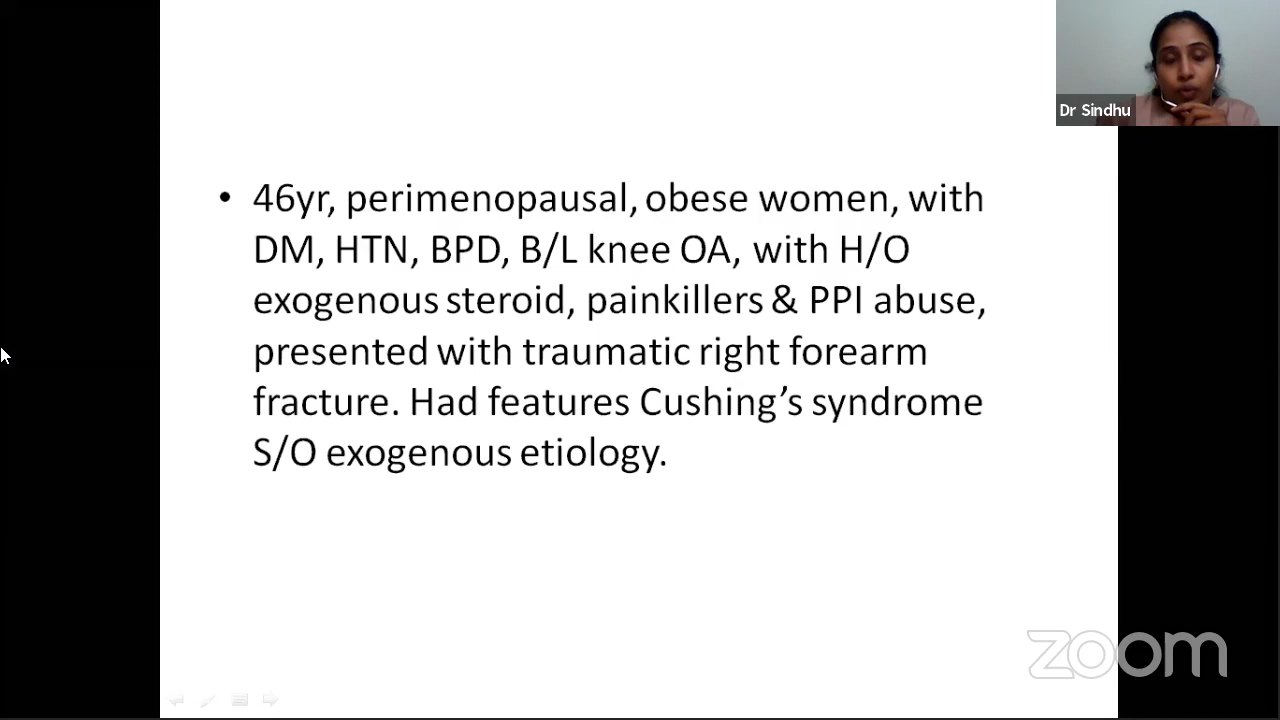 Dr Sindhu
• 46yr, perimenopausal, obese women, with
DM, HTN, BPD, B/L knee OA, with H/O
exogenous steroid, painkillers & PPI abuse,
presented with traumatic right forearm
fracture. Had features Cushing’s syndrome
S/O exogenous etiology.
zoom